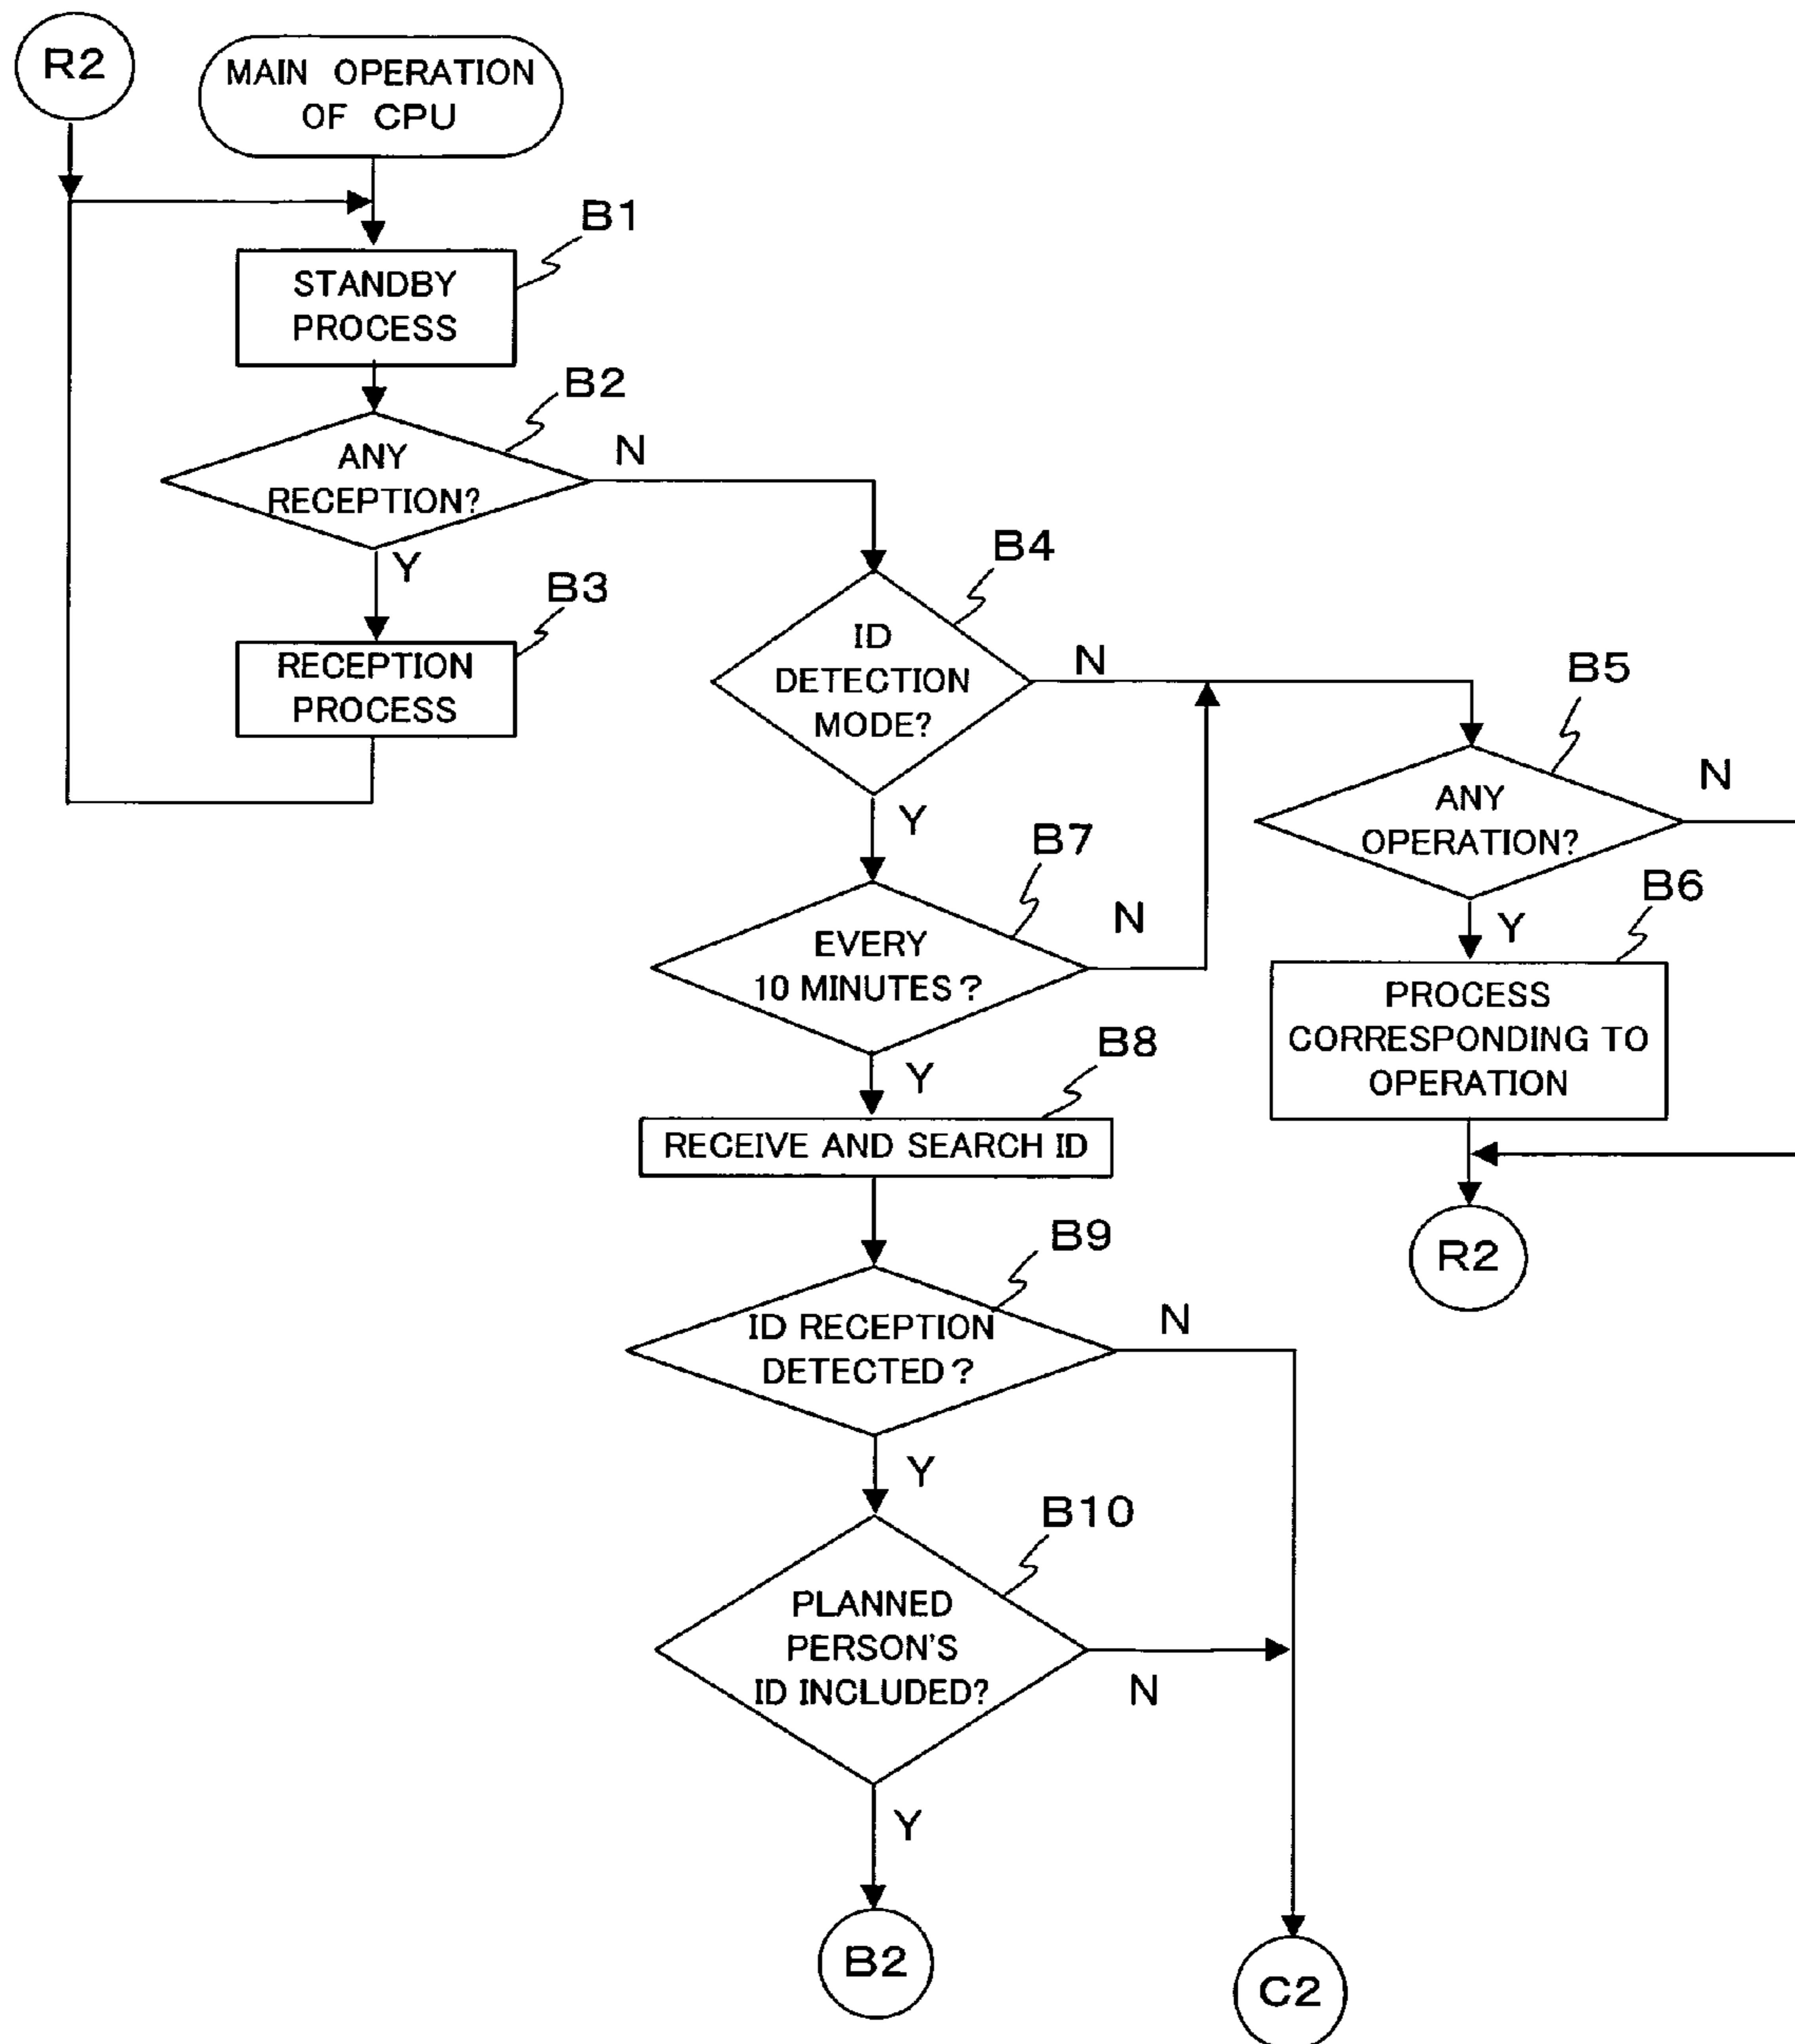 R2
MAIN OPERATION
OF CPU
B1
STANDBY
PROCESS
B2
ANY
RECEPTION?
N
Y
B3
RECEPTION
PROCESS
B4
ID
DETECTION
MODE?
N
Y
B5
ANY
OPERATION?
N
Y
B6
PROCESS
CORRESPONDING TO
OPERATION
R2
B7
EVERY
10 MINUTES?
N
Y
B8
RECEIVE AND SEARCH ID
B9
ID RECEPTION
DETECTED?
N
Y
B10
PLANNED
PERSON'S
ID INCLUDED?
N
Y
B2
C2